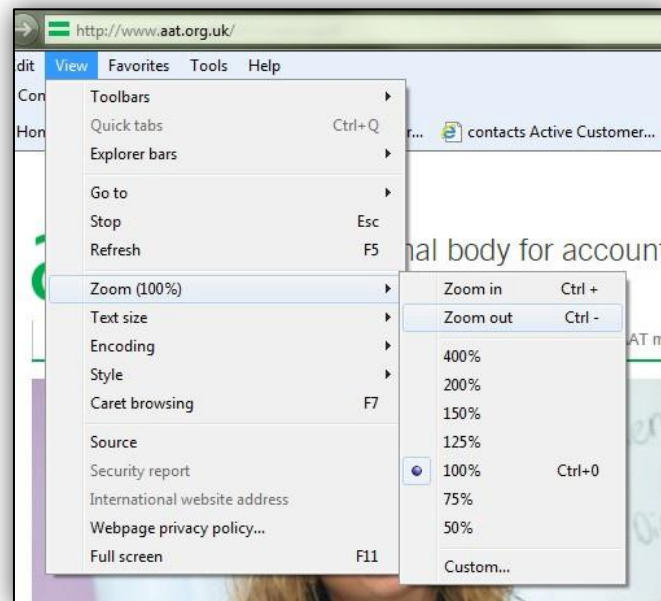 http://www.aat.org.uk/
dit View Favorites Tools Help
Con
Hon r... contacts Active Customer...
Toolbars
Quick tabs Ctrl+Q
Explorer bars
Go to
Stop Esc
Refresh F5
nal body for accoun
Zoom (100%)
Text size
Encoding
Style
Caret browsing F7
Source
Security report
International website address
Webpage privacy policy...
Full screen F11
Zoom in Ctrl +
Zoom out Ctrl -
AT m
400%
200%
150%
125%
100% Ctrl+0
75%
50%
Custom...